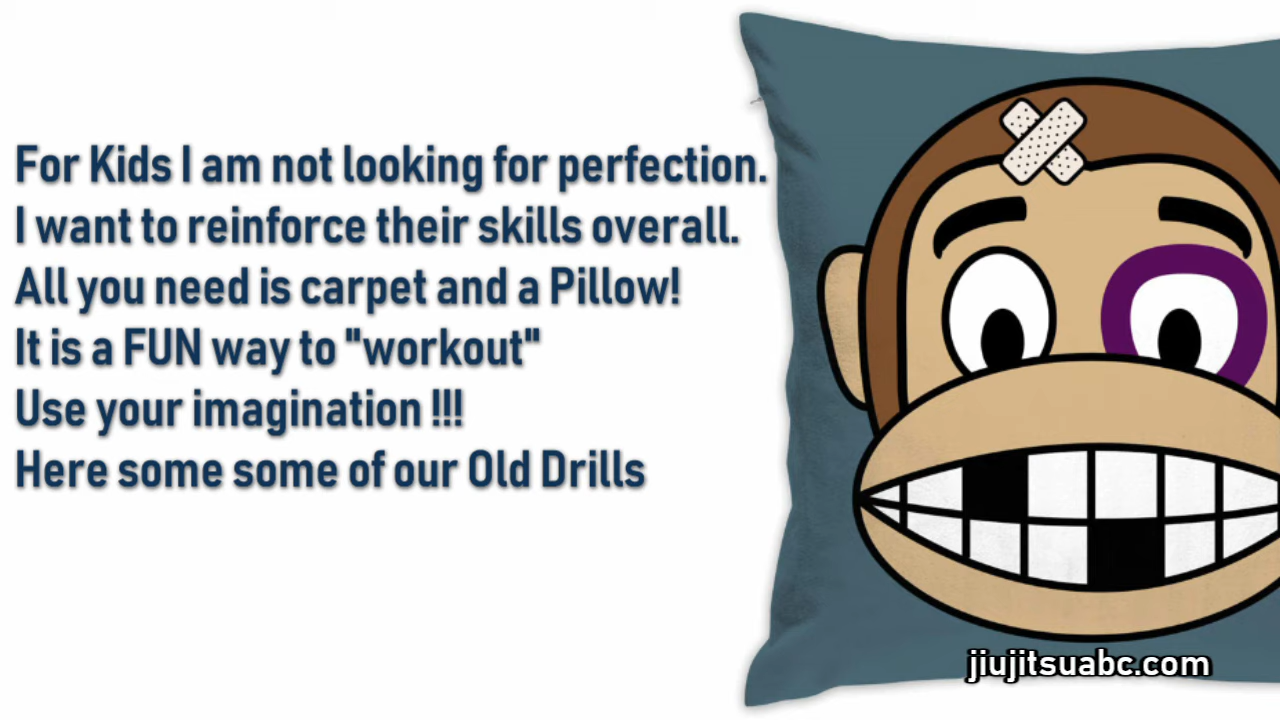 For Kids I am not looking for perfection.
I want to reinforce their skills overall.
All you need is carpet and a Pillow!
It is a FUN way to "workout"
Use your imagination !!!
Here some some of our Old Drills
jiujitsuabc.com